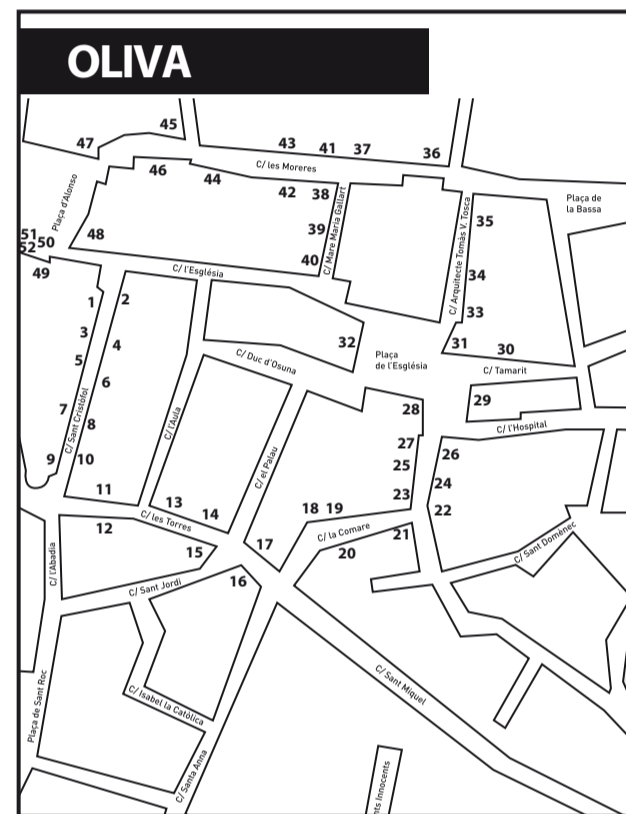 OLIVA
45
47
43
41
37
36
C/ les Moreres
46
44
42
38
Plaça d'Alonso
C/ Mare Maria Gallart
C/ Arquitecte Tomàs V. Tosca
Plaça de
la Bassa
35
39
48
51
52
50
49
C/ l'Església
40
34
1
2
33
3
4
32
31
30
5
C/ Duc d'Osuna
Plaça
de l'Església
C/ Tamarit
6
29
7
8
C/ Sant Cristòfol
C/ l'Aula
C/ el Palau
28
C/ l'Hospital
27
26
9
10
25
24
11
23
22
13
14
18
19
12
C/ les Torres
C/ la Comare
21
20
15
17
C/ Sant Domènec
C/ l'Abadia
C/ Sant Jordi
16
C/ Sant Miquel
C/ Isabel la Catòlica
Plaça de Sant Roc
C/ Santa Anna
nts Innocents